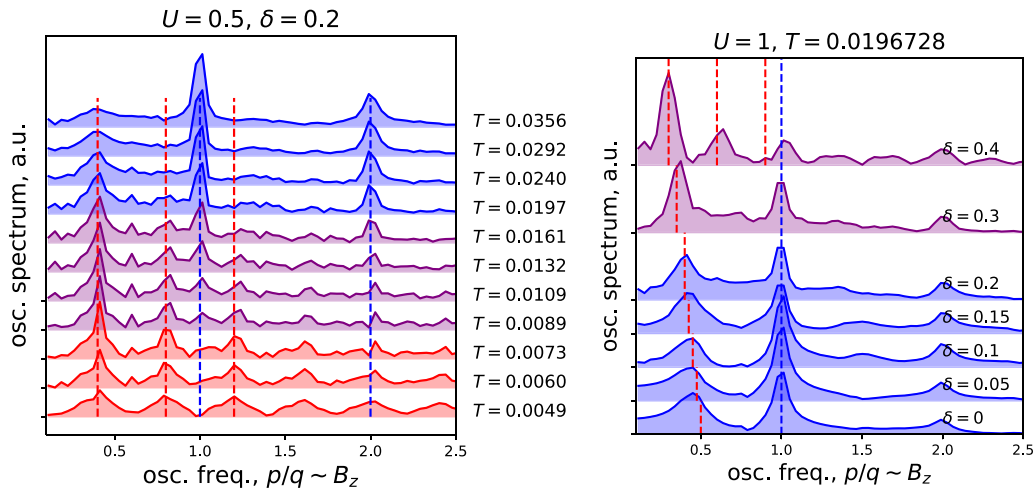 U = 0.5, δ = 0.2
osc. spectrum, a.u.
T = 0.0356
T = 0.0292
T = 0.0240
T = 0.0197
T = 0.0161
T = 0.0132
T = 0.0109
T = 0.0089
T = 0.0073
T = 0.0060
T = 0.0049
0.5 1.0 1.5 2.0 2.5
osc. freq., p/q ~ B_z
U = 1, T = 0.0196728
osc. spectrum, a.u.
δ = 0.4
δ = 0.3
δ = 0.2
δ = 0.15
δ = 0.1
δ = 0.05
δ = 0
0.5 1.0 1.5 2.0 2.5
osc. freq., p/q ~ B_z